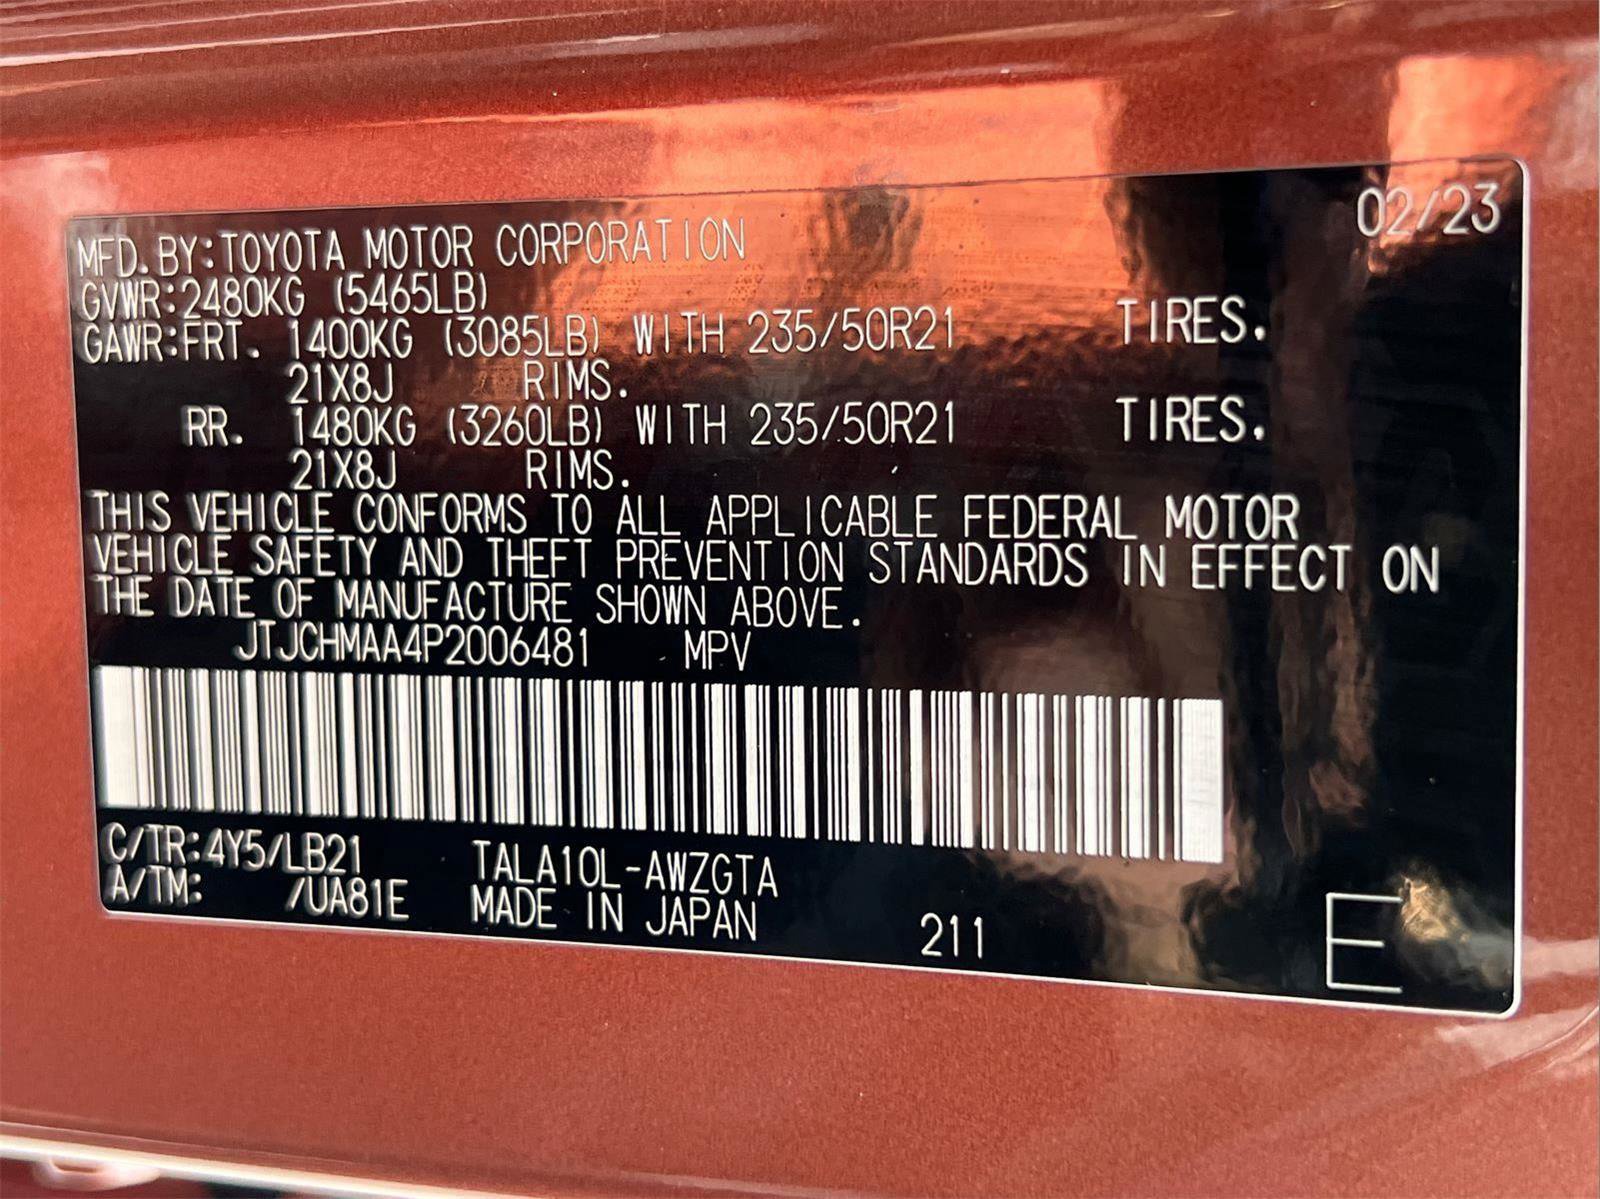 02/23
MFD. BY:TOYOTA MOTOR CORPORATION
GVWR:2480KG (5465LB)
GAWR:FRT. 1400KG (3085LB) WITH 235/50R21 TIRES.
21X8J RIMS.
RR. 1480KG (3260LB) WITH 235/50R21 TIRES.
21X8J RIMS.
THIS VEHICLE CONFORMS TO ALL APPLICABLE FEDERAL MOTOR
VEHICLE SAFETY AND THEFT PREVENTION STANDARDS IN EFFECT ON
THE DATE OF MANUFACTURE SHOWN ABOVE.
JTJCHMAA4P2006481 MPV
C/TR:4Y5/LB21 TALA10L-AWZGTA
A/TM: /UA81E MADE IN JAPAN 211 E